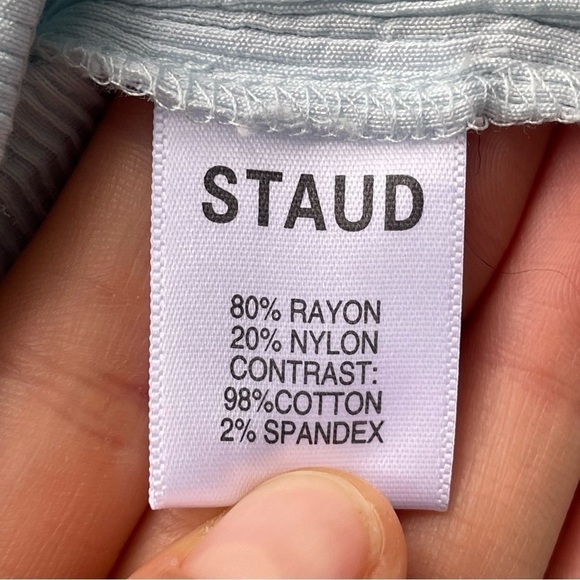 STAUD
80% RAYON
20% NYLON
CONTRAST:
98%COTTON
2% SPANDEX